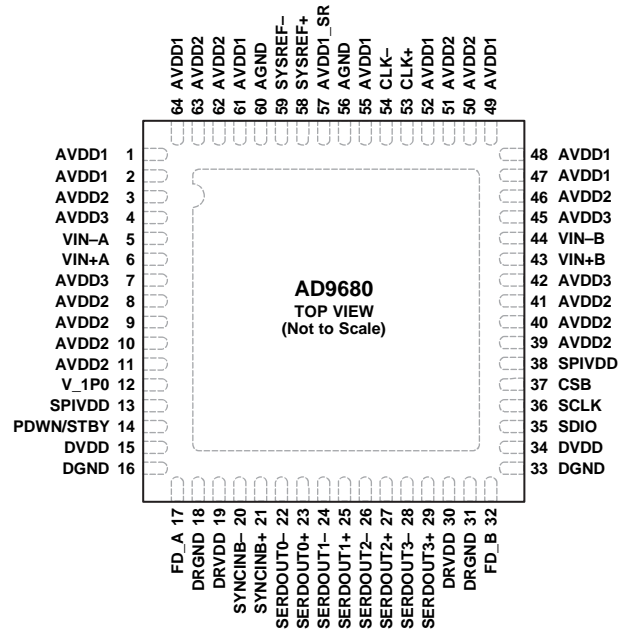 64 AVDD1
63 AVDD2
62 AVDD2
61 AVDD1
60 AGND
59 SYSREF–
58 SYSREF+
57 AVDD1_SR
56 AGND
55 AVDD1
54 CLK–
53 CLK+
52 AVDD1
51 AVDD2
50 AVDD2
49 AVDD1
AVDD1 1
AVDD1 2
AVDD2 3
AVDD3 4
VIN–A 5
VIN+A 6
AVDD3 7
AVDD2 8
AVDD2 9
AVDD2 10
AVDD2 11
V_1P0 12
SPIVDD 13
PDWN/STBY 14
DVDD 15
DGND 16
AD9680
TOP VIEW
(Not to Scale)
48 AVDD1
47 AVDD1
46 AVDD2
45 AVDD3
44 VIN–B
43 VIN+B
42 AVDD3
41 AVDD2
40 AVDD2
39 AVDD2
38 SPIVDD
37 CSB
36 SCLK
35 SDIO
34 DVDD
33 DGND
FD_A 17
DRGND 18
DRVDD 19
SYNCINB– 20
SYNCINB+ 21
SERDOUT0– 22
SERDOUT0+ 23
SERDOUT1– 24
SERDOUT1+ 25
SERDOUT2– 26
SERDOUT2+ 27
SERDOUT3– 28
SERDOUT3+ 29
DRVDD 30
DRGND 31
FD_B 32